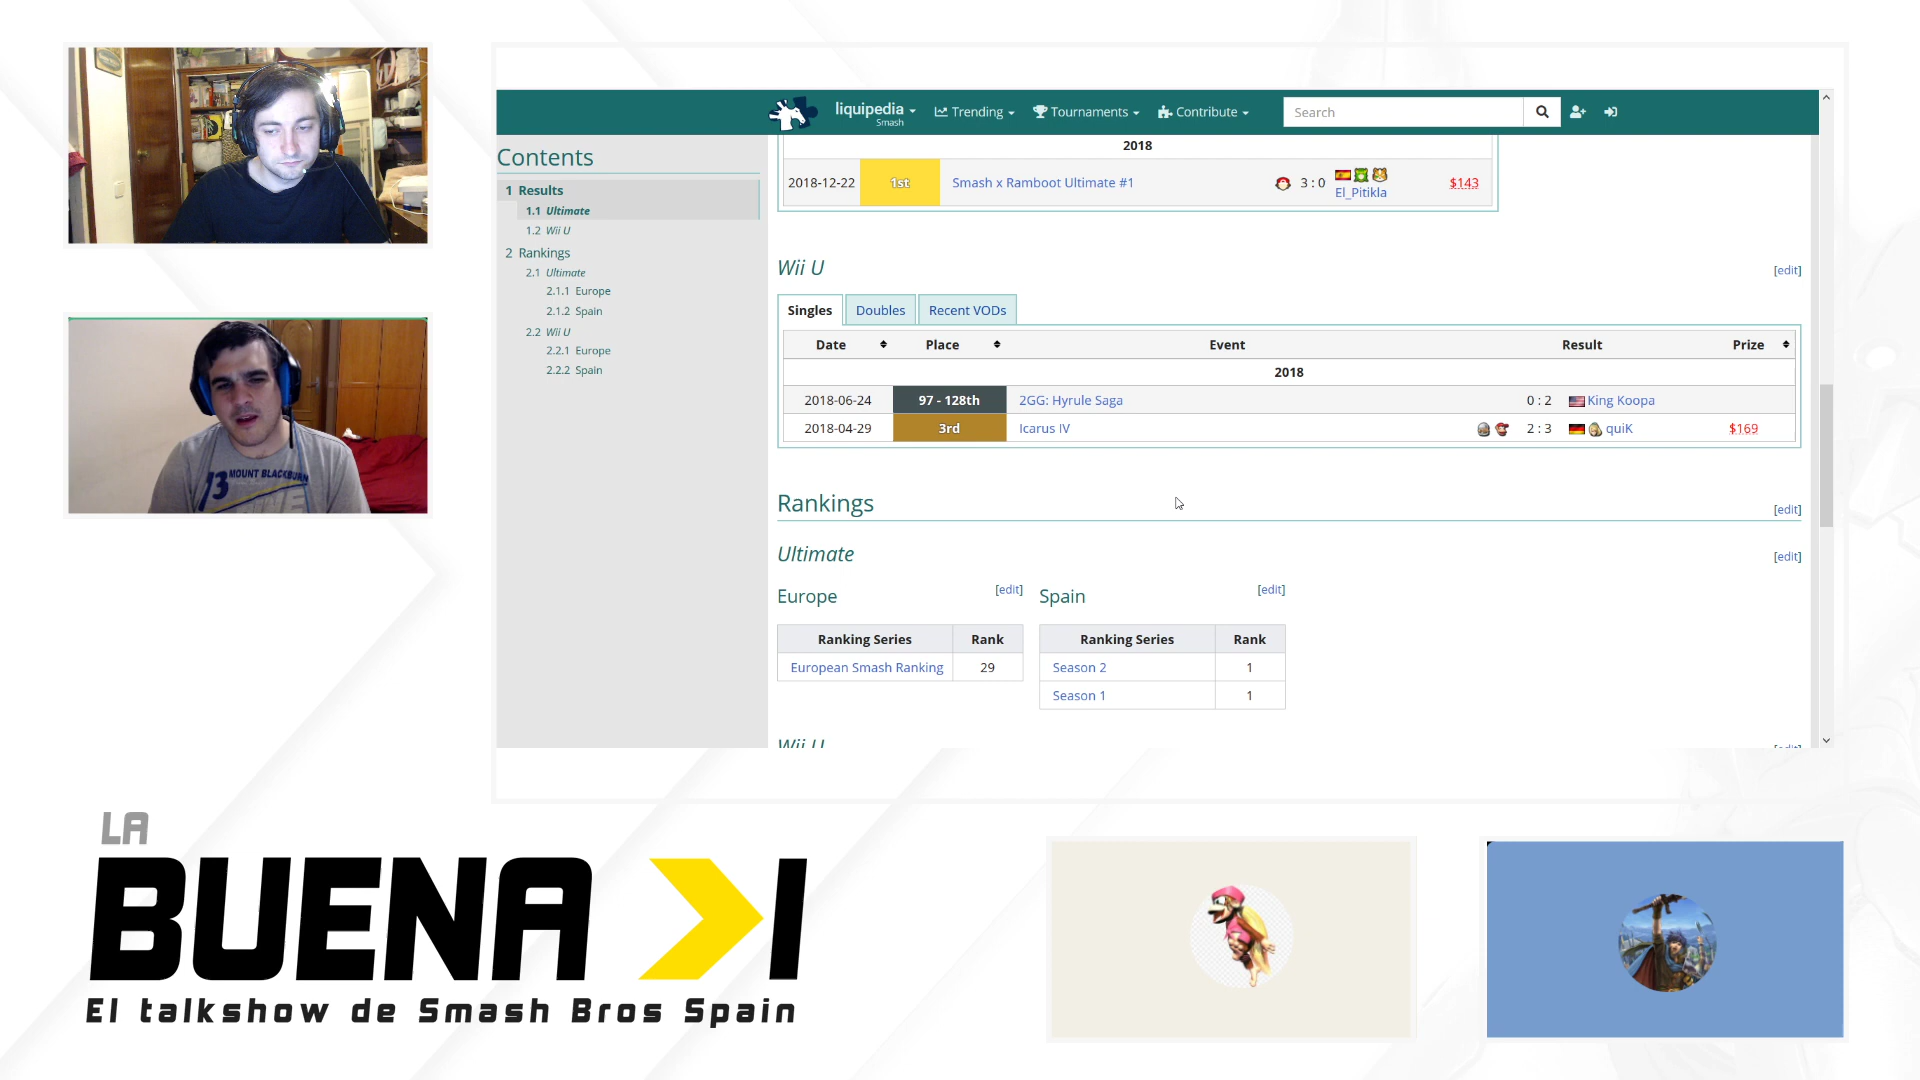 liquipedia
Smash
Trending
Tournaments
Contribute
Search
Contents
1 Results
1.1 Ultimate
1.2 Wii U
2 Rankings
2.1 Ultimate
2.1.1 Europe
2.1.2 Spain
2.2 Wii U
2.2.1 Europe
2.2.2 Spain
2018
2018-12-22 1st Smash x Ramboot Ultimate #1 3 : 0 El_Pitikla $143
Wii U [edit]
Singles Doubles Recent VODs
Date Place Event Result Prize
2018
2018-06-24 97 - 128th 2GG: Hyrule Saga 0 : 2 King Koopa
2018-04-29 3rd Icarus IV 2 : 3 quiK $169
Rankings [edit]
Ultimate [edit]
Europe [edit] Spain [edit]
Ranking Series Rank Ranking Series Rank
European Smash Ranking 29 Season 2 1
Season 1 1
Wii U [edit]
73 MOUNT BLACKBURN
LA
BUENA > I
El talkshow de Smash Bros Spain